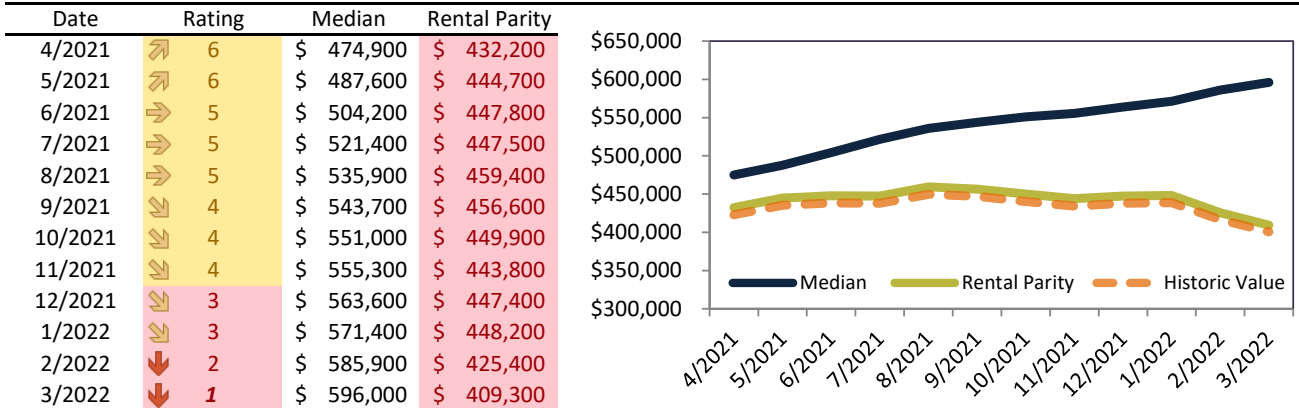 Date Rating Median Rental Parity
4/2021 6 $ 474,900 $ 432,200
5/2021 6 $ 487,600 $ 444,700
6/2021 5 $ 504,200 $ 447,800
7/2021 5 $ 521,400 $ 447,500
8/2021 5 $ 535,900 $ 459,400
9/2021 4 $ 543,700 $ 456,600
10/2021 4 $ 551,000 $ 449,900
11/2021 4 $ 555,300 $ 443,800
12/2021 3 $ 563,600 $ 447,400
1/2022 3 $ 571,400 $ 448,200
2/2022 2 $ 585,900 $ 425,400
3/2022 1 $ 596,000 $ 409,300
$650,000
$600,000
$550,000
$500,000
$450,000
$400,000
$350,000
$300,000
Median Rental Parity Historic Value
4/2021 5/2021 6/2021 7/2021 8/2021 9/2021 10/2021 11/2021 12/2021 1/2022 2/2022 3/2022